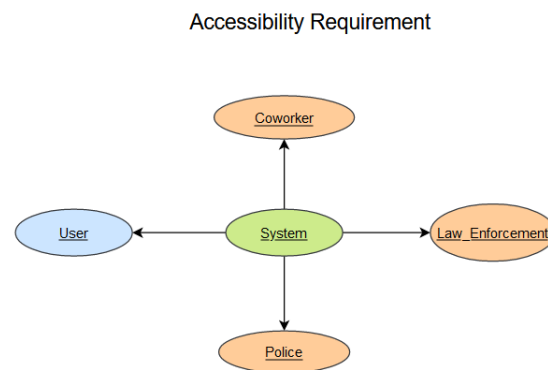 Accessibility Requirement
Coworker
User
System
Law_Enforcement
Police